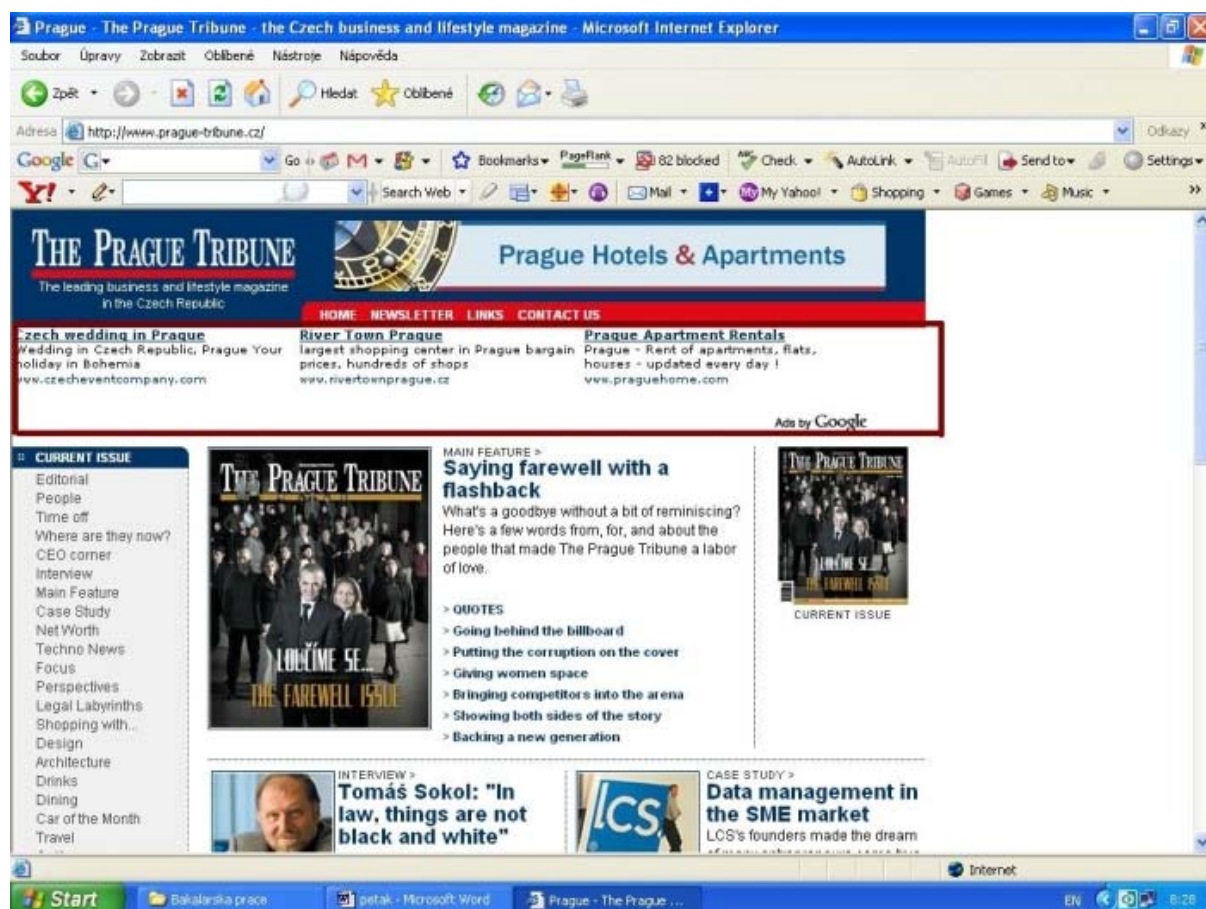 Prague - The Prague Tribune - the Czech business and lifestyle magazine - Microsoft Internet Explorer
Soubor Úpravy Zobrazit Oblíbené Nástroje Nápověda
Zpět Hledat Oblíbené
Adresa http://www.prague-tribune.cz/ Odkazy
Google G Go Bookmarks PageRank 82 blocked Check AutoLink AutoFill Send to Settings
Y! Search Web Mail My Yahoo! Shopping Games Music
THE PRAGUE TRIBUNE
The leading business and lifestyle magazine
in the Czech Republic
Prague Hotels & Apartments
HOME NEWSLETTER LINKS CONTACT US
Czech wedding in Prague
Wedding in Czech Republic, Prague Your
holiday in Bohemia
www.czecheventcompany.com
River Town Prague
largest shopping center in Prague bargain
prices, hundreds of shops
www.rivertownprague.cz
Prague Apartment Rentals
Prague - Rent of apartments, flats,
houses - updated every day !
www.praguehome.com
Ads by Google
CURRENT ISSUE
Editorial
People
Time off
Where are they now?
CEO corner
Interview
Main Feature
Case Study
Net Worth
Techno News
Focus
Perspectives
Legal Labyrinths
Shopping with...
Design
Architecture
Drinks
Dining
Car of the Month
Travel
THE PRAGUE TRIBUNE
LOUČÍME SE...
THE FAREWELL ISSUE
MAIN FEATURE >
Saying farewell with a
flashback
What's a goodbye without a bit of reminiscing?
Here's a few words from, for, and about the
people that made The Prague Tribune a labor
of love.
> QUOTES
> Going behind the billboard
> Putting the corruption on the cover
> Giving women space
> Bringing competitors into the arena
> Showing both sides of the story
> Backing a new generation
THE PRAGUE TRIBUNE
LOUČÍME SE...
THE FAREWELL ISSUE
CURRENT ISSUE
INTERVIEW >
Tomáš Sokol: "In
law, things are not
black and white"
LCS
CASE STUDY >
Data management in
the SME market
LCS's founders made the dream
Internet
Start Bakalarska prace petak - Microsoft Word Prague - The Prague ... EN 8:28